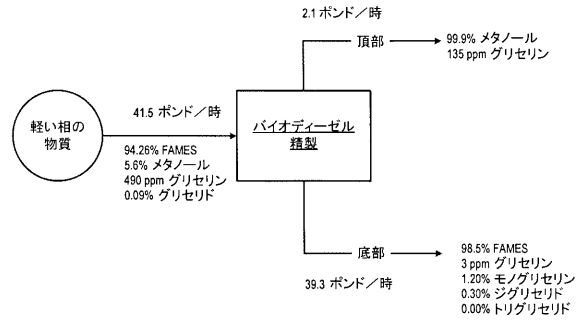 2.1 ポンド／時
頂部
99.9% メタノール
135 ppm グリセリン
軽い相の
物質
41.5 ポンド／時
94.26% FAMES
5.6% メタノール
490 ppm グリセリン
0.09% グリセリド
バイオディーゼル
精製
底部
39.3 ポンド／時
98.5% FAMES
3 ppm グリセリン
1.20% モノグリセリン
0.30% ジグリセリド
0.00% トリグリセリド